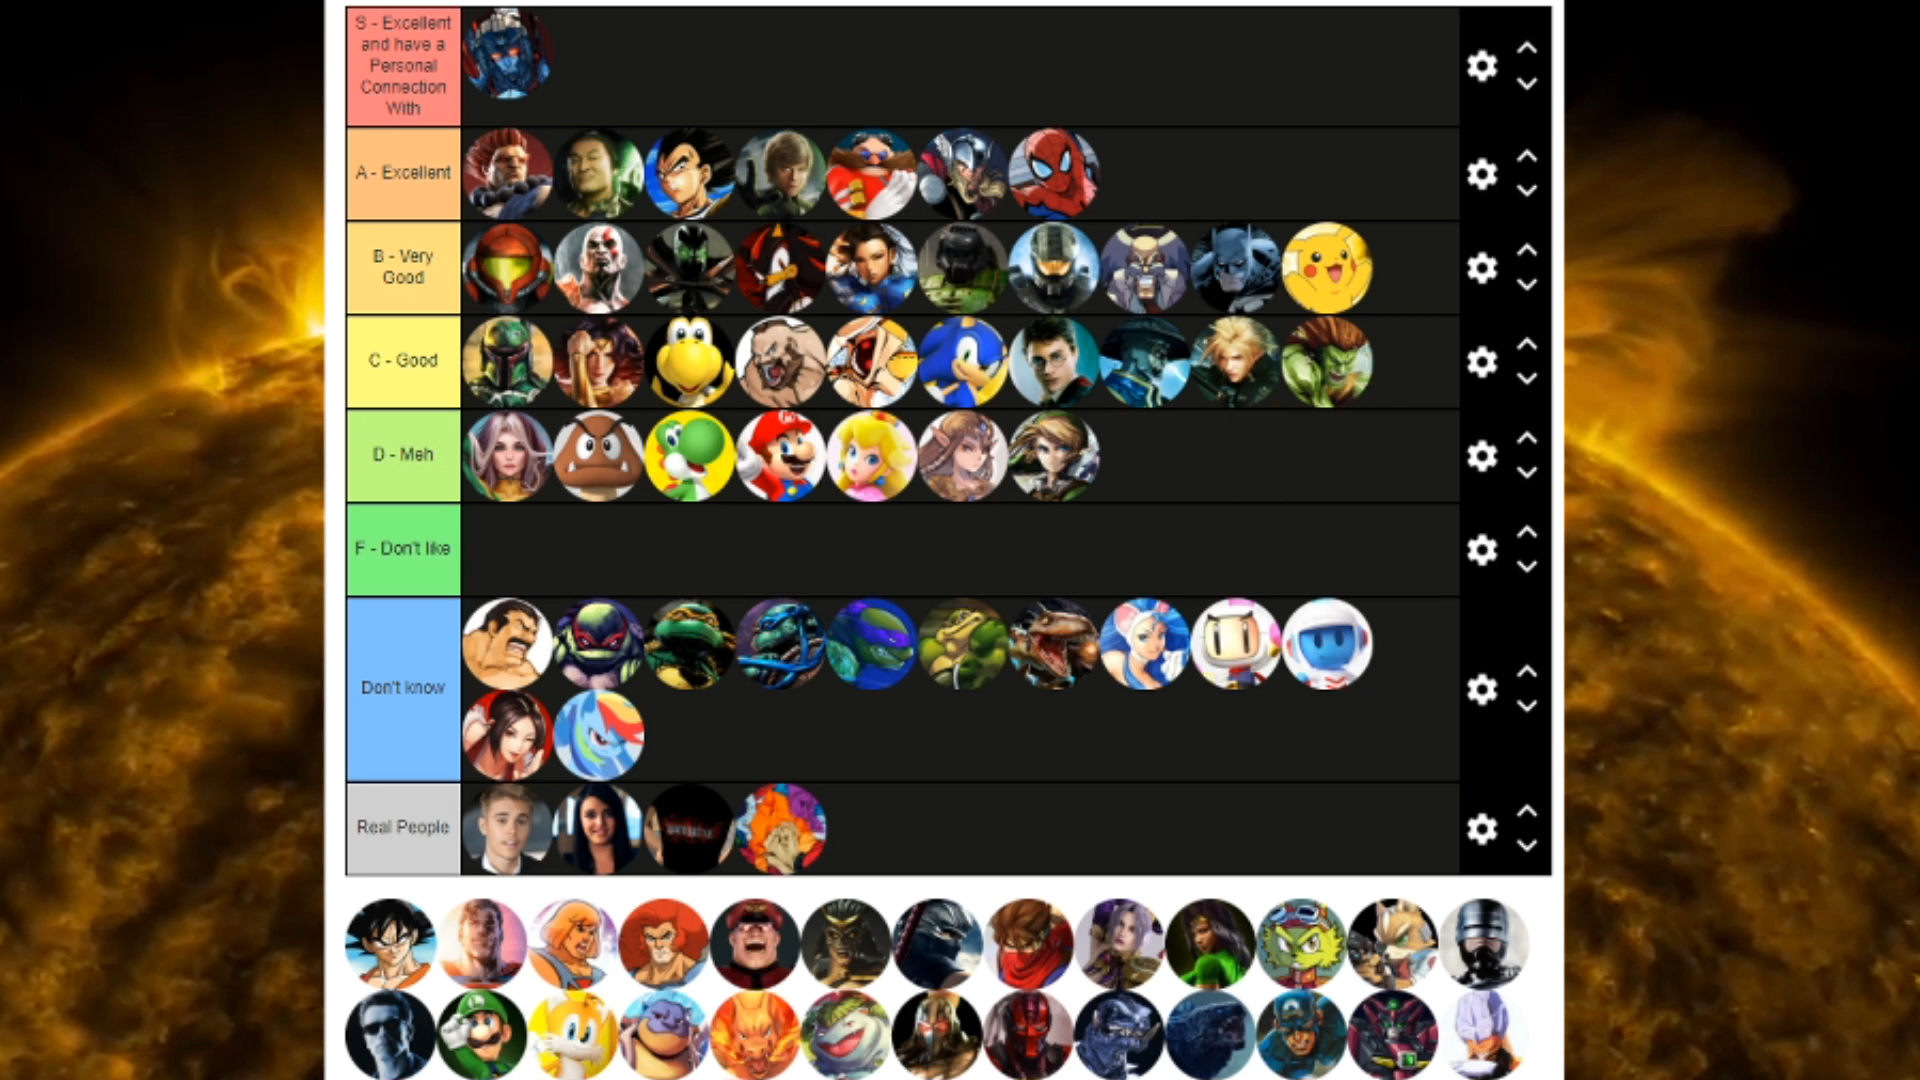 S - Excellent
and have a
Personal
Connection
With
A - Excellent
B - Very
Good
C - Good
D - Meh
F - Don't like
Don't know
Real People